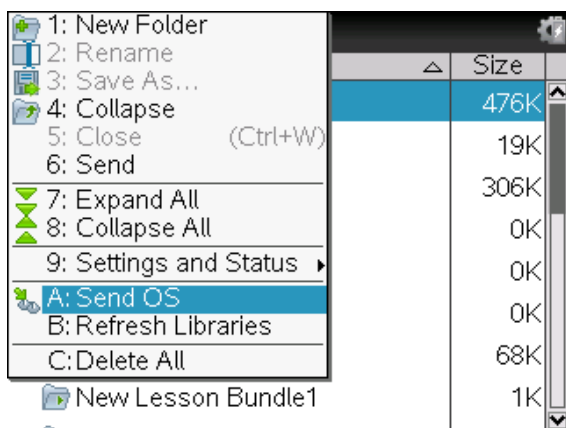 1: New Folder
2: Rename
Size
3: Save As...
476K
4: Collapse
5: Close (Ctrl+W)
19K
6: Send
306K
7: Expand All
8: Collapse All
0K
9: Settings and Status
0K
A: Send OS
0K
B: Refresh Libraries
C: Delete All
68K
New Lesson Bundle1
1K